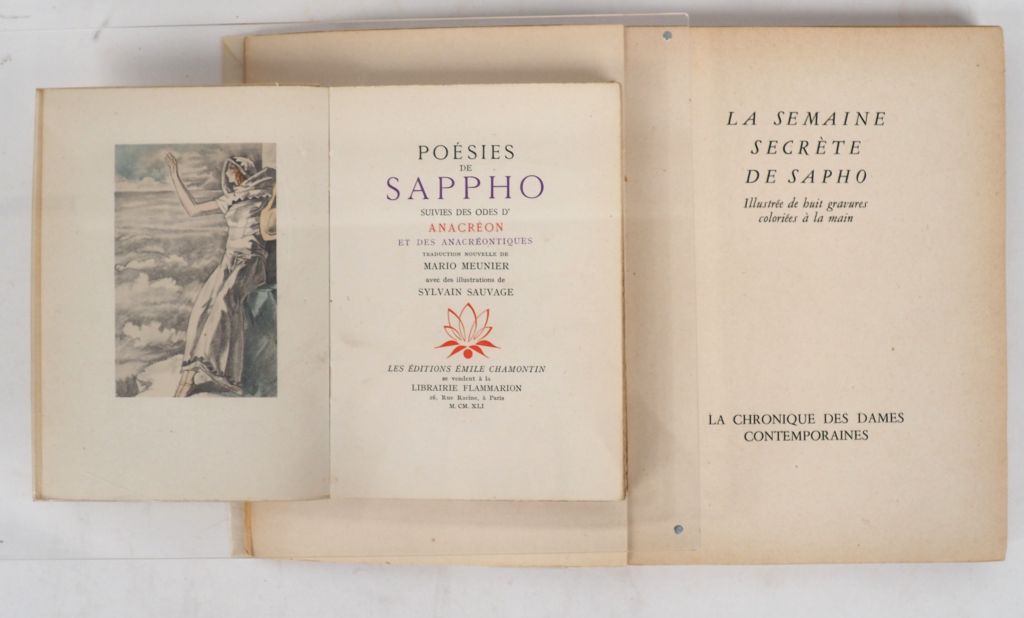 POÉSIES
DE
SAPPHO
SUIVIES DES ODES D'
ANACRÉON
ET DES ANACRÉONTIQUES
TRADUCTION NOUVELLE DE
MARIO MEUNIER
avec des illustrations de
SYLVAIN SAUVAGE
LES ÉDITIONS ÉMILE CHAMONTIN
se vendent à la
LIBRAIRIE FLAMMARION
26, Rue Racine, à Paris
M. CM. XLI
LA SEMAINE
SECRÈTE
DE SAPHO
Illustrée de huit gravures
coloriées à la main
LA CHRONIQUE DES DAMES
CONTEMPORAINES